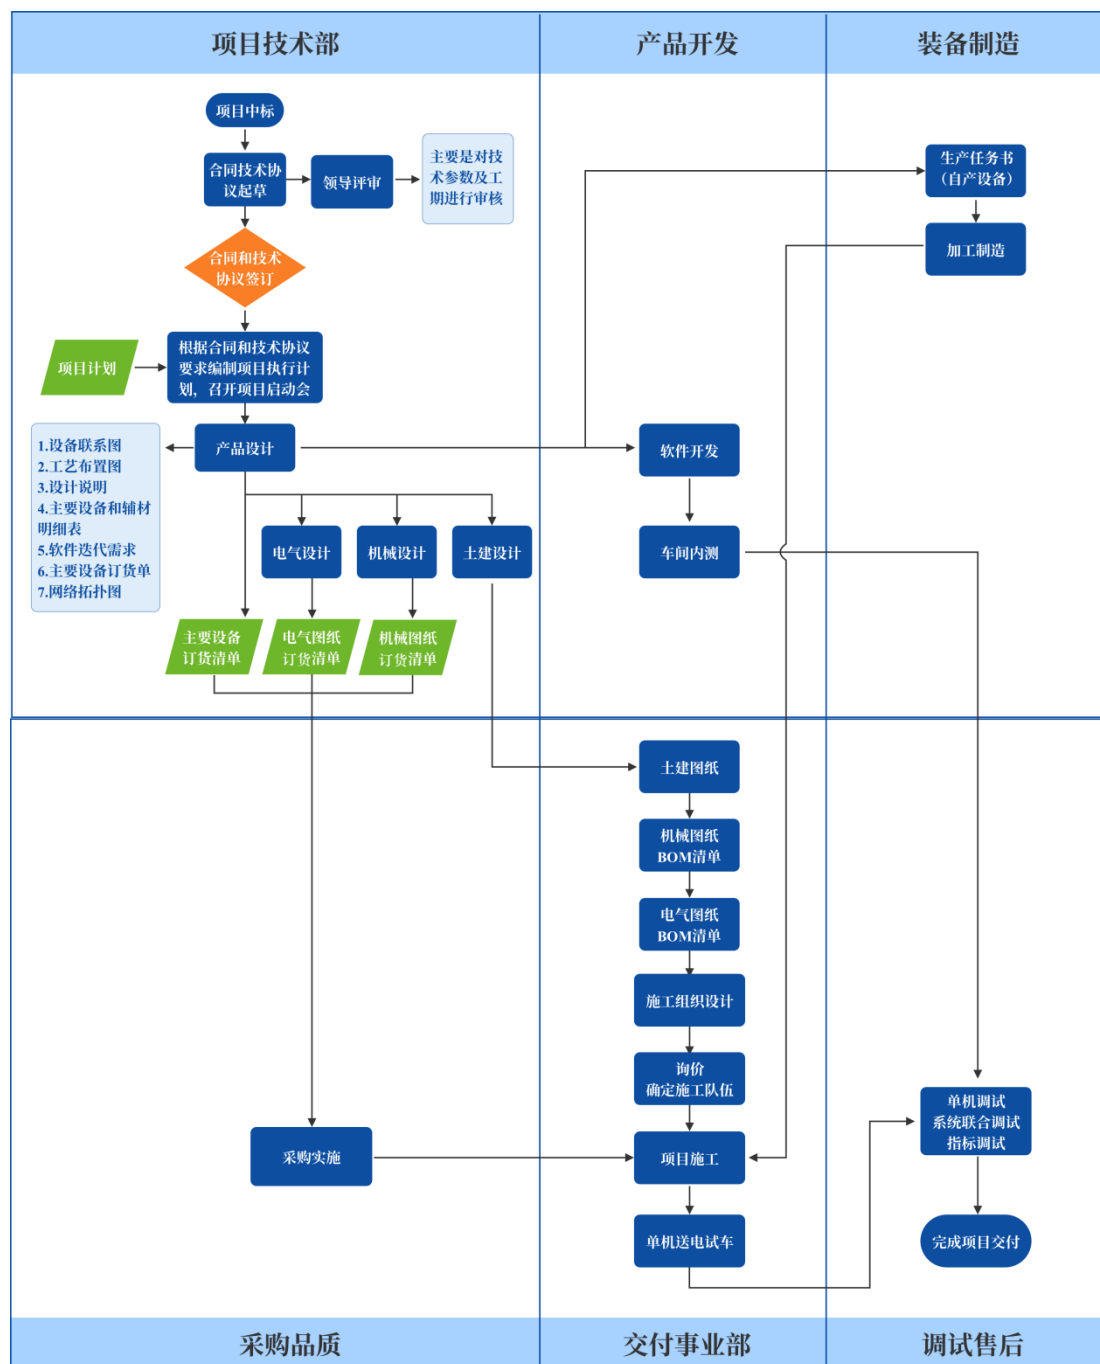 项目技术部
产品开发
装备制造
项目中标
合同技术协
议起草
领导评审
主要是对技
术参数及工
期进行审核
合同和技术
协议签订
项目计划
根据合同和技术协议
要求编制项目执行计
划，召开项目启动会
1.设备联系图
2.工艺布置图
3.设计说明
4.主要设备和辅材
明细表
5.软件迭代需求
6.主要设备订货单
7.网络拓扑图
产品设计
电气设计
机械设计
土建设计
主要设备
订货清单
电气图纸
订货清单
机械图纸
订货清单
软件开发
车间内测
生产任务书
（自产设备）
加工制造
土建图纸
机械图纸
BOM清单
电气图纸
BOM清单
施工组织设计
询价
确定施工队伍
采购实施
项目施工
单机送电试车
单机调试
系统联合调试
指标调试
完成项目交付
采购品质
交付事业部
调试售后